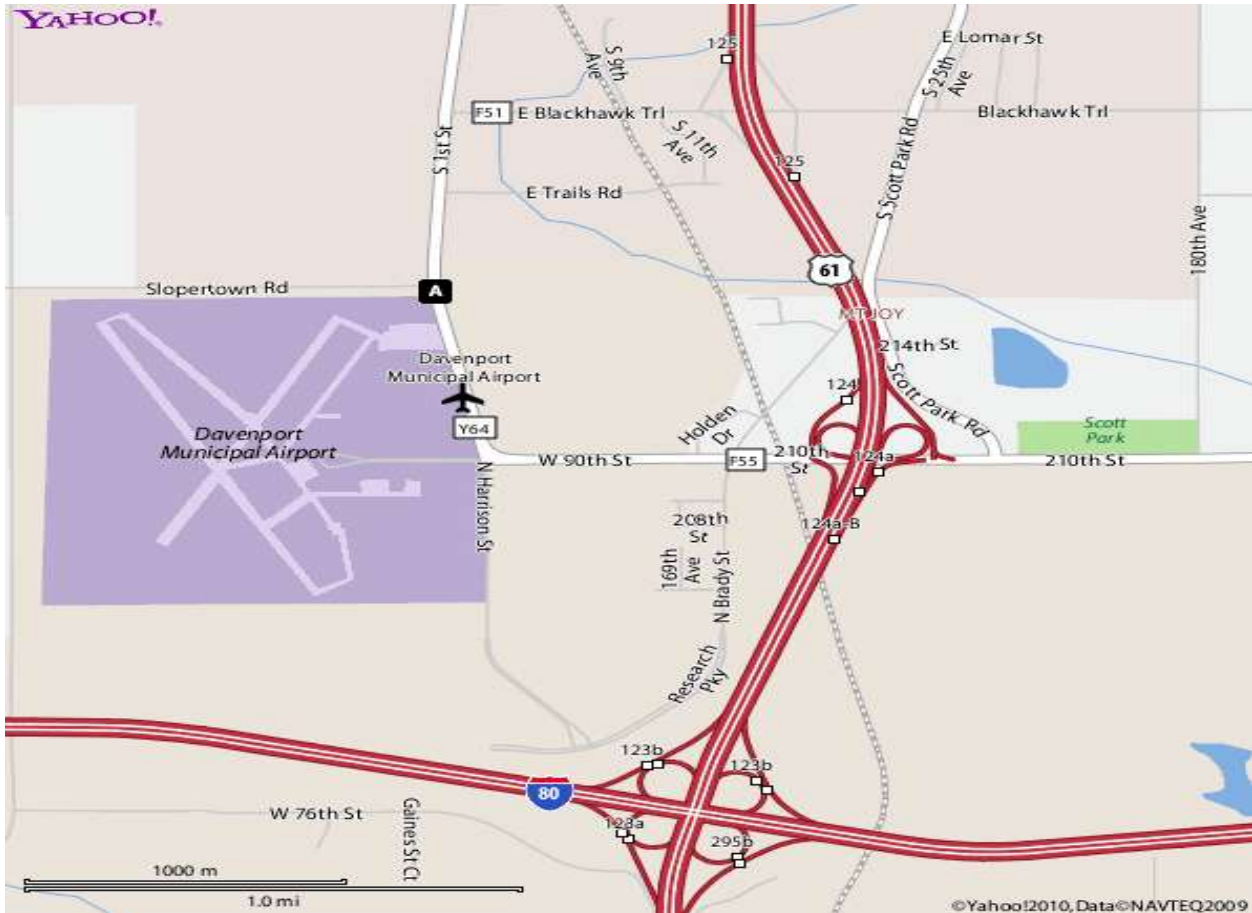 YAHOO!
125
E Lomar St
S 9th
Ave
S 25th
Ave
F51
E Blackhawk Trl
Blackhawk Trl
S 1st St
S 11th
Ave
125
S Scott Park Rd
E Trails Rd
180th Ave
61
Slopertown Rd
A
MT JOY
214th St
Davenport
Municipal Airport
124
Scott Park Rd
Holden
Dr
Scott
Park
Y64
Davenport
Municipal Airport
W 90th St
F55
210th
St
124a
210th St
N Harrison St
208th
St
124a-B
169th
Ave
N Brady St
Research
Pky
123b
123b
80
W 76th St
Gaines St Ct
123a
295b
1000 m
1.0 mi
©Yahoo!2010,Data©NAVTEQ2009